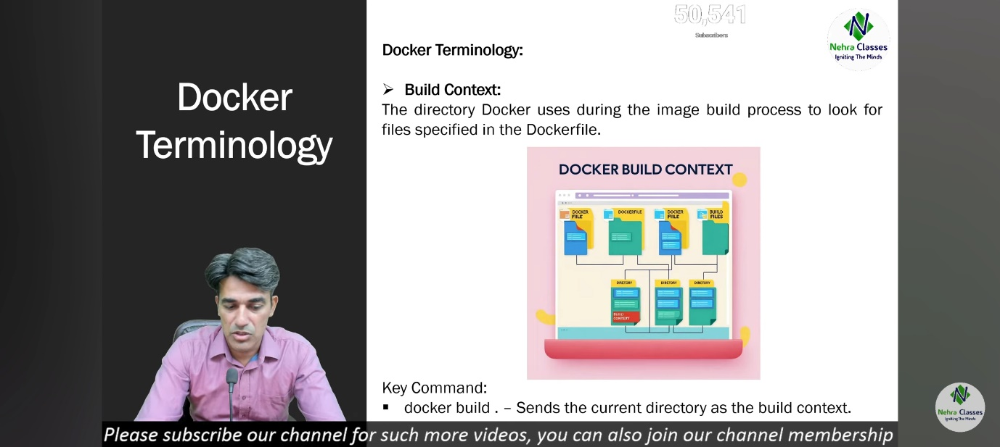 50,541
Subscribers
Nehra Classes
Igniting The Minds
Docker
Terminology
Docker Terminology:
➢ Build Context:
The directory Docker uses during the image build process to look for
files specified in the Dockerfile.
DOCKER BUILD CONTEXT
DOCKER
FIILE
DOCKERFILE
DOCKER
FIILE
BUILD
FILES
DIRECTORY
DIRECTORY
DIRECTORY
CONTEXT
Key Command:
▪ docker build . – Sends the current directory as the build context.
Nehra Classes
Igniting The Minds
Please subscribe our channel for such more videos, you can also join our channel membership